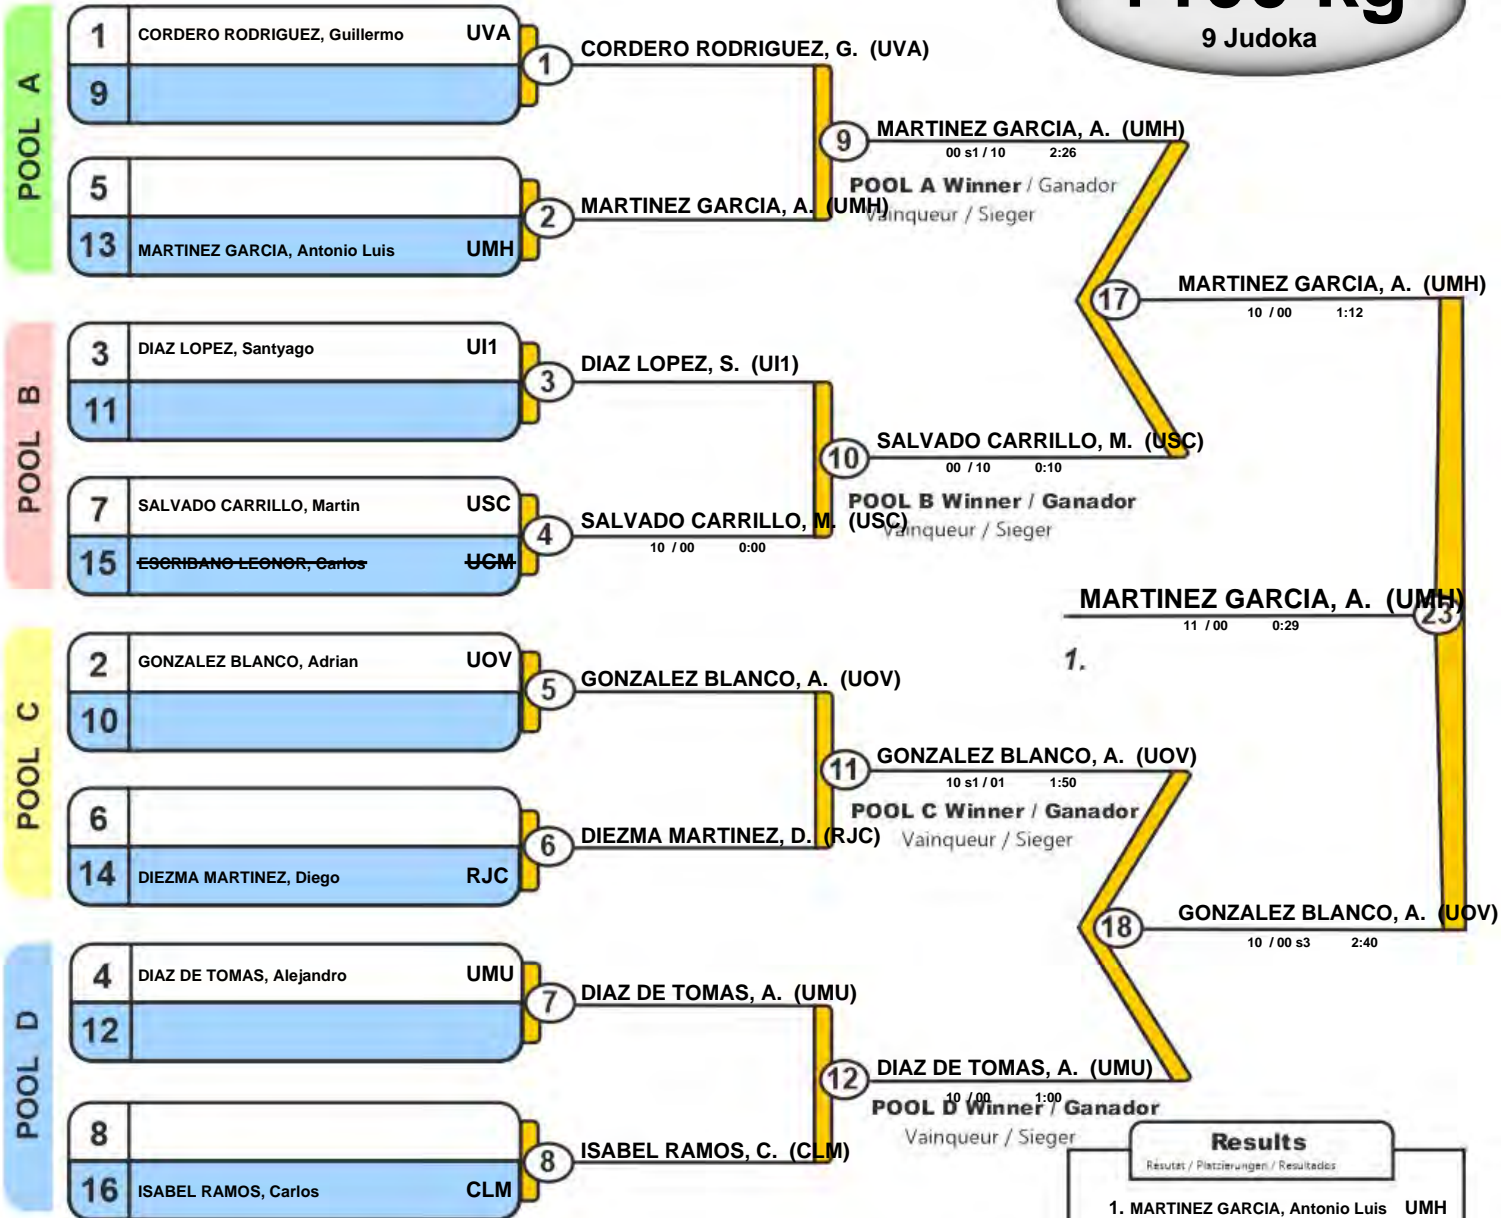 kg
9 Judoka
POOL A
1 CORDERO RODRIGUEZ, Guillermo UVA
9
1
CORDERO RODRIGUEZ, G. (UVA)
5
13 MARTINEZ GARCIA, Antonio Luis UMH
2
MARTINEZ GARCIA, A. (UMH)
9
MARTINEZ GARCIA, A. (UMH)
00 s1 / 10 2:26
POOL A Winner / Ganador
Vainqueur / Sieger
POOL B
3 DIAZ LOPEZ, Santyago UI1
11
3
DIAZ LOPEZ, S. (UI1)
7 SALVADO CARRILLO, Martin USC
15 ESCRIBANO LEONOR, Carlos UCM
4
SALVADO CARRILLO, M. (USC)
10 / 00 0:00
10
SALVADO CARRILLO, M. (USC)
00 / 10 0:10
POOL B Winner / Ganador
Vainqueur / Sieger
17
MARTINEZ GARCIA, A. (UMH)
10 / 00 1:12
MARTINEZ GARCIA, A. (UMH)
11 / 00 0:29
23
1.
POOL C
2 GONZALEZ BLANCO, Adrian UOV
10
5
GONZALEZ BLANCO, A. (UOV)
6
14 DIEZMA MARTINEZ, Diego RJC
6
DIEZMA MARTINEZ, D. (RJC)
11
GONZALEZ BLANCO, A. (UOV)
10 s1 / 01 1:50
POOL C Winner / Ganador
Vainqueur / Sieger
18
GONZALEZ BLANCO, A. (UOV)
10 / 00 s3 2:40
POOL D
4 DIAZ DE TOMAS, Alejandro UMU
12
7
DIAZ DE TOMAS, A. (UMU)
8
16 ISABEL RAMOS, Carlos CLM
8
ISABEL RAMOS, C. (CLM)
12
DIAZ DE TOMAS, A. (UMU)
10 / 00 1:00
POOL D Winner / Ganador
Vainqueur / Sieger
Results
Résutat / Platzierungen / Resultados
1. MARTINEZ GARCIA, Antonio Luis UMH